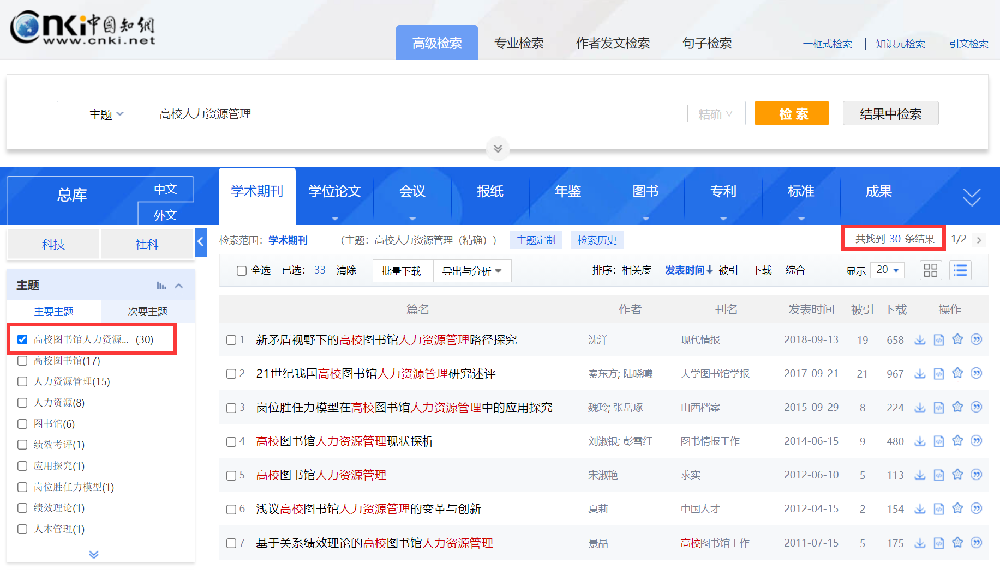 cnki中国知网
www.cnki.net
高级检索 专业检索 作者发文检索 句子检索 一框式检索 知识元检索 引文检索
主题 高校人力资源管理 精确 检索 结果中检索
总库 中文 外文 学术期刊 学位论文 会议 报纸 年鉴 图书 专利 标准 成果
科技 社科
检索范围：学术期刊 （主题：高校人力资源管理（精确）） 主题定制 检索历史 共找到 30 条结果 1/2
全选 已选：33 清除 批量下载 导出与分析 排序：相关度 发表时间 被引 下载 综合 显示 20
主题
主要主题 次要主题
高校图书馆人力资源... (30)
高校图书馆(17)
人力资源管理(15)
人力资源(8)
图书馆(6)
绩效考评(1)
应用探究(1)
岗位胜任力模型(1)
绩效理论(1)
人本管理(1)
篇名 作者 刊名 发表时间 被引 下载 操作
1 新矛盾视野下的高校图书馆人力资源管理路径探究 沈洋 现代情报 2018-09-13 19 658
2 21世纪我国高校图书馆人力资源管理研究述评 秦东方; 陆晓曦 大学图书馆学报 2017-09-21 21 967
3 岗位胜任力模型在高校图书馆人力资源管理中的应用探究 魏玲; 张岳琢 山西档案 2015-09-29 8 224
4 高校图书馆人力资源管理现状探析 刘淑银; 彭雪红 图书情报工作 2014-06-15 9 480
5 高校图书馆人力资源管理 宋淑艳 求实 2012-06-10 5 113
6 浅议高校图书馆人力资源管理的变革与创新 夏莉 中国人才 2012-04-15 2 154
7 基于关系绩效理论的高校图书馆人力资源管理 景晶 高校图书馆工作 2011-07-15 5 175